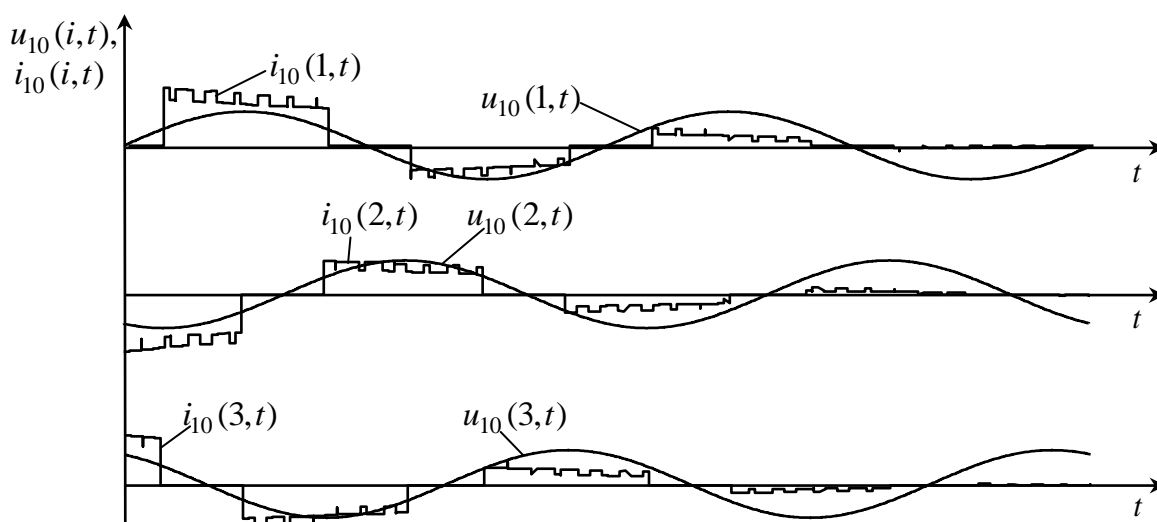 u₁₀(i,t),
i₁₀(i,t)
i₁₀(1,t)
u₁₀(1,t)
t
i₁₀(2,t)
u₁₀(2,t)
t
i₁₀(3,t)
u₁₀(3,t)
t